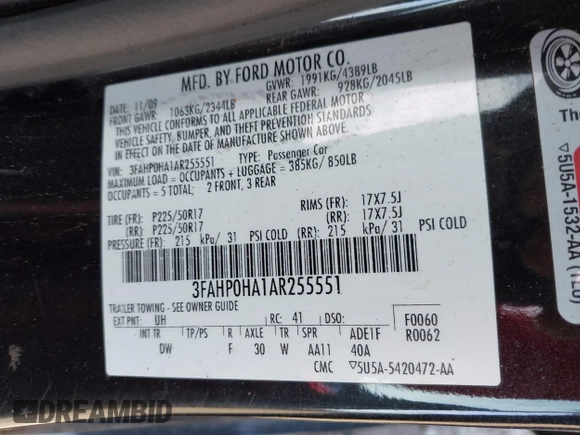 MFD. BY FORD MOTOR CO.
DATE: 11/09 GVWR: 1991KG/4389LB
FRONT GAWR: 1063KG/2344LB REAR GAWR: 928KG/2045LB
THIS VEHICLE CONFORMS TO ALL APPLICABLE FEDERAL MOTOR
VEHICLE SAFETY, BUMPER, AND THEFT PREVENTION STANDARDS
IN EFFECT ON THE DATE OF MANUFACTURE SHOWN ABOVE.
VIN: 3FAHP0HA1AR255551 TYPE: Passenger Car
MAXIMUM LOAD = OCCUPANTS + LUGGAGE = 385KG/ 850LB
OCCUPANTS = 5 TOTAL; 2 FRONT, 3 REAR
TIRE (FR): P225/50R17 RIMS (FR): 17X7.5J
(RR): P225/50R17 (RR): 17X7.5J
PRESSURE (FR): 215 kPa/ 31 PSI COLD (RR): 215 kPa/ 31 PSI COLD
3FAHP0HA1AR255551
TRAILER TOWING - SEE OWNER GUIDE
EXT PNT: UH RC: 41 DSO: F0060
INT TR TP/PS R AXLE TR SPR ADE1F R0062
DW F 30 W AA11 40A
CMC ▽5U5A-5420472-AA
The
▽5U5A-1532-AA
DREAMBID